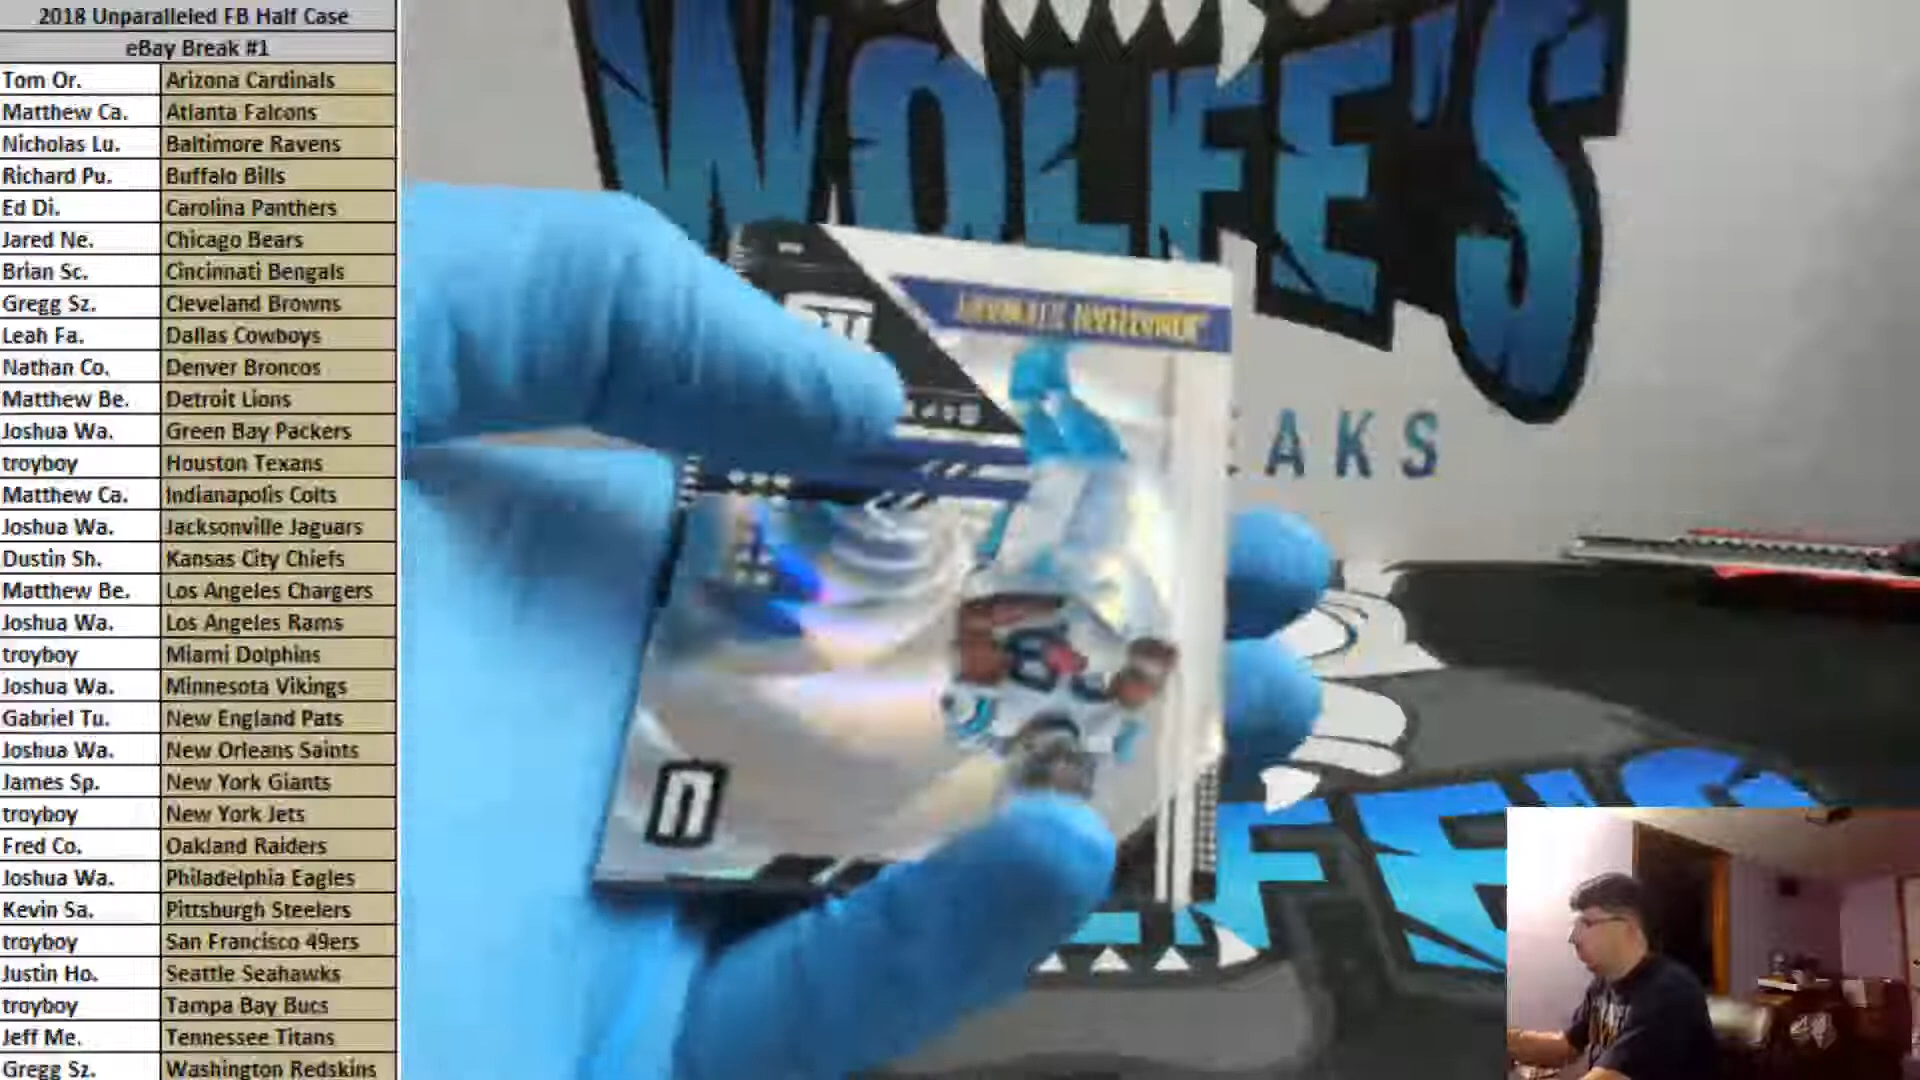 2018 Unparalleled FB Half Case
eBay Break #1
Tom Or. Arizona Cardinals
Matthew Ca. Atlanta Falcons
Nicholas Lu. Baltimore Ravens
Richard Pu. Buffalo Bills
Ed Di. Carolina Panthers
Jared Ne. Chicago Bears
Brian Sc. Cincinnati Bengals
Gregg Sz. Cleveland Browns
Leah Fa. Dallas Cowboys
Nathan Co. Denver Broncos
Matthew Be. Detroit Lions
Joshua Wa. Green Bay Packers
troyboy Houston Texans
Matthew Ca. Indianapolis Colts
Joshua Wa. Jacksonville Jaguars
Dustin Sh. Kansas City Chiefs
Matthew Be. Los Angeles Chargers
Joshua Wa. Los Angeles Rams
troyboy Miami Dolphins
Joshua Wa. Minnesota Vikings
Gabriel Tu. New England Pats
Joshua Wa. New Orleans Saints
James Sp. New York Giants
troyboy New York Jets
Fred Co. Oakland Raiders
Joshua Wa. Philadelphia Eagles
Kevin Sa. Pittsburgh Steelers
troyboy San Francisco 49ers
Justin Ho. Seattle Seahawks
troyboy Tampa Bay Bucs
Jeff Me. Tennessee Titans
Gregg Sz. Washington Redskins
WOLFE'S
EAKS